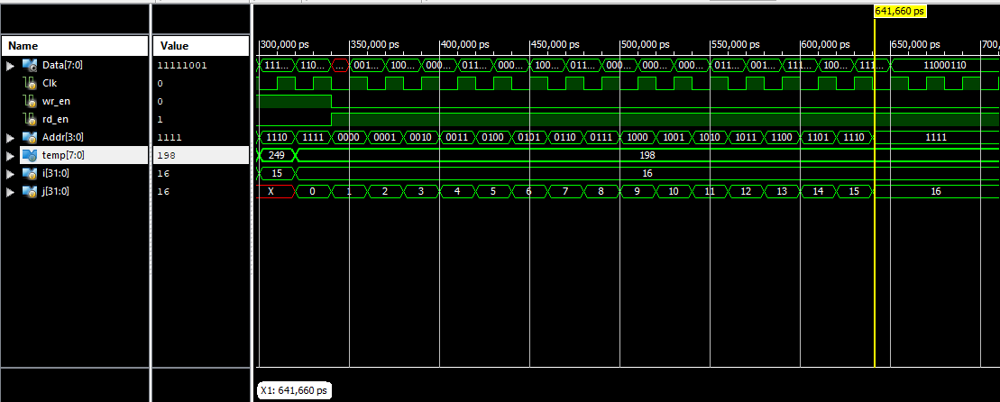 641,660 ps
Name Value
300,000 ps 350,000 ps 400,000 ps 450,000 ps 500,000 ps 550,000 ps 600,000 ps 650,000 ps 700,
Data[7:0] 11111001 111... 110... ... 001... 100... 000... 011... 000... 100... 011... 000... 000... 000... 011... 001... 111... 100... 111... 11000110
Clk 0
wr_en 0
rd_en 1
Addr[3:0] 1111 1110 1111 0000 0001 0010 0011 0100 0101 0110 0111 1000 1001 1010 1011 1100 1101 1110 1111
temp[7:0] 198 249 198
i[31:0] 16 15 16
j[31:0] 16 X 0 1 2 3 4 5 6 7 8 9 10 11 12 13 14 15 16
X1: 641,660 ps